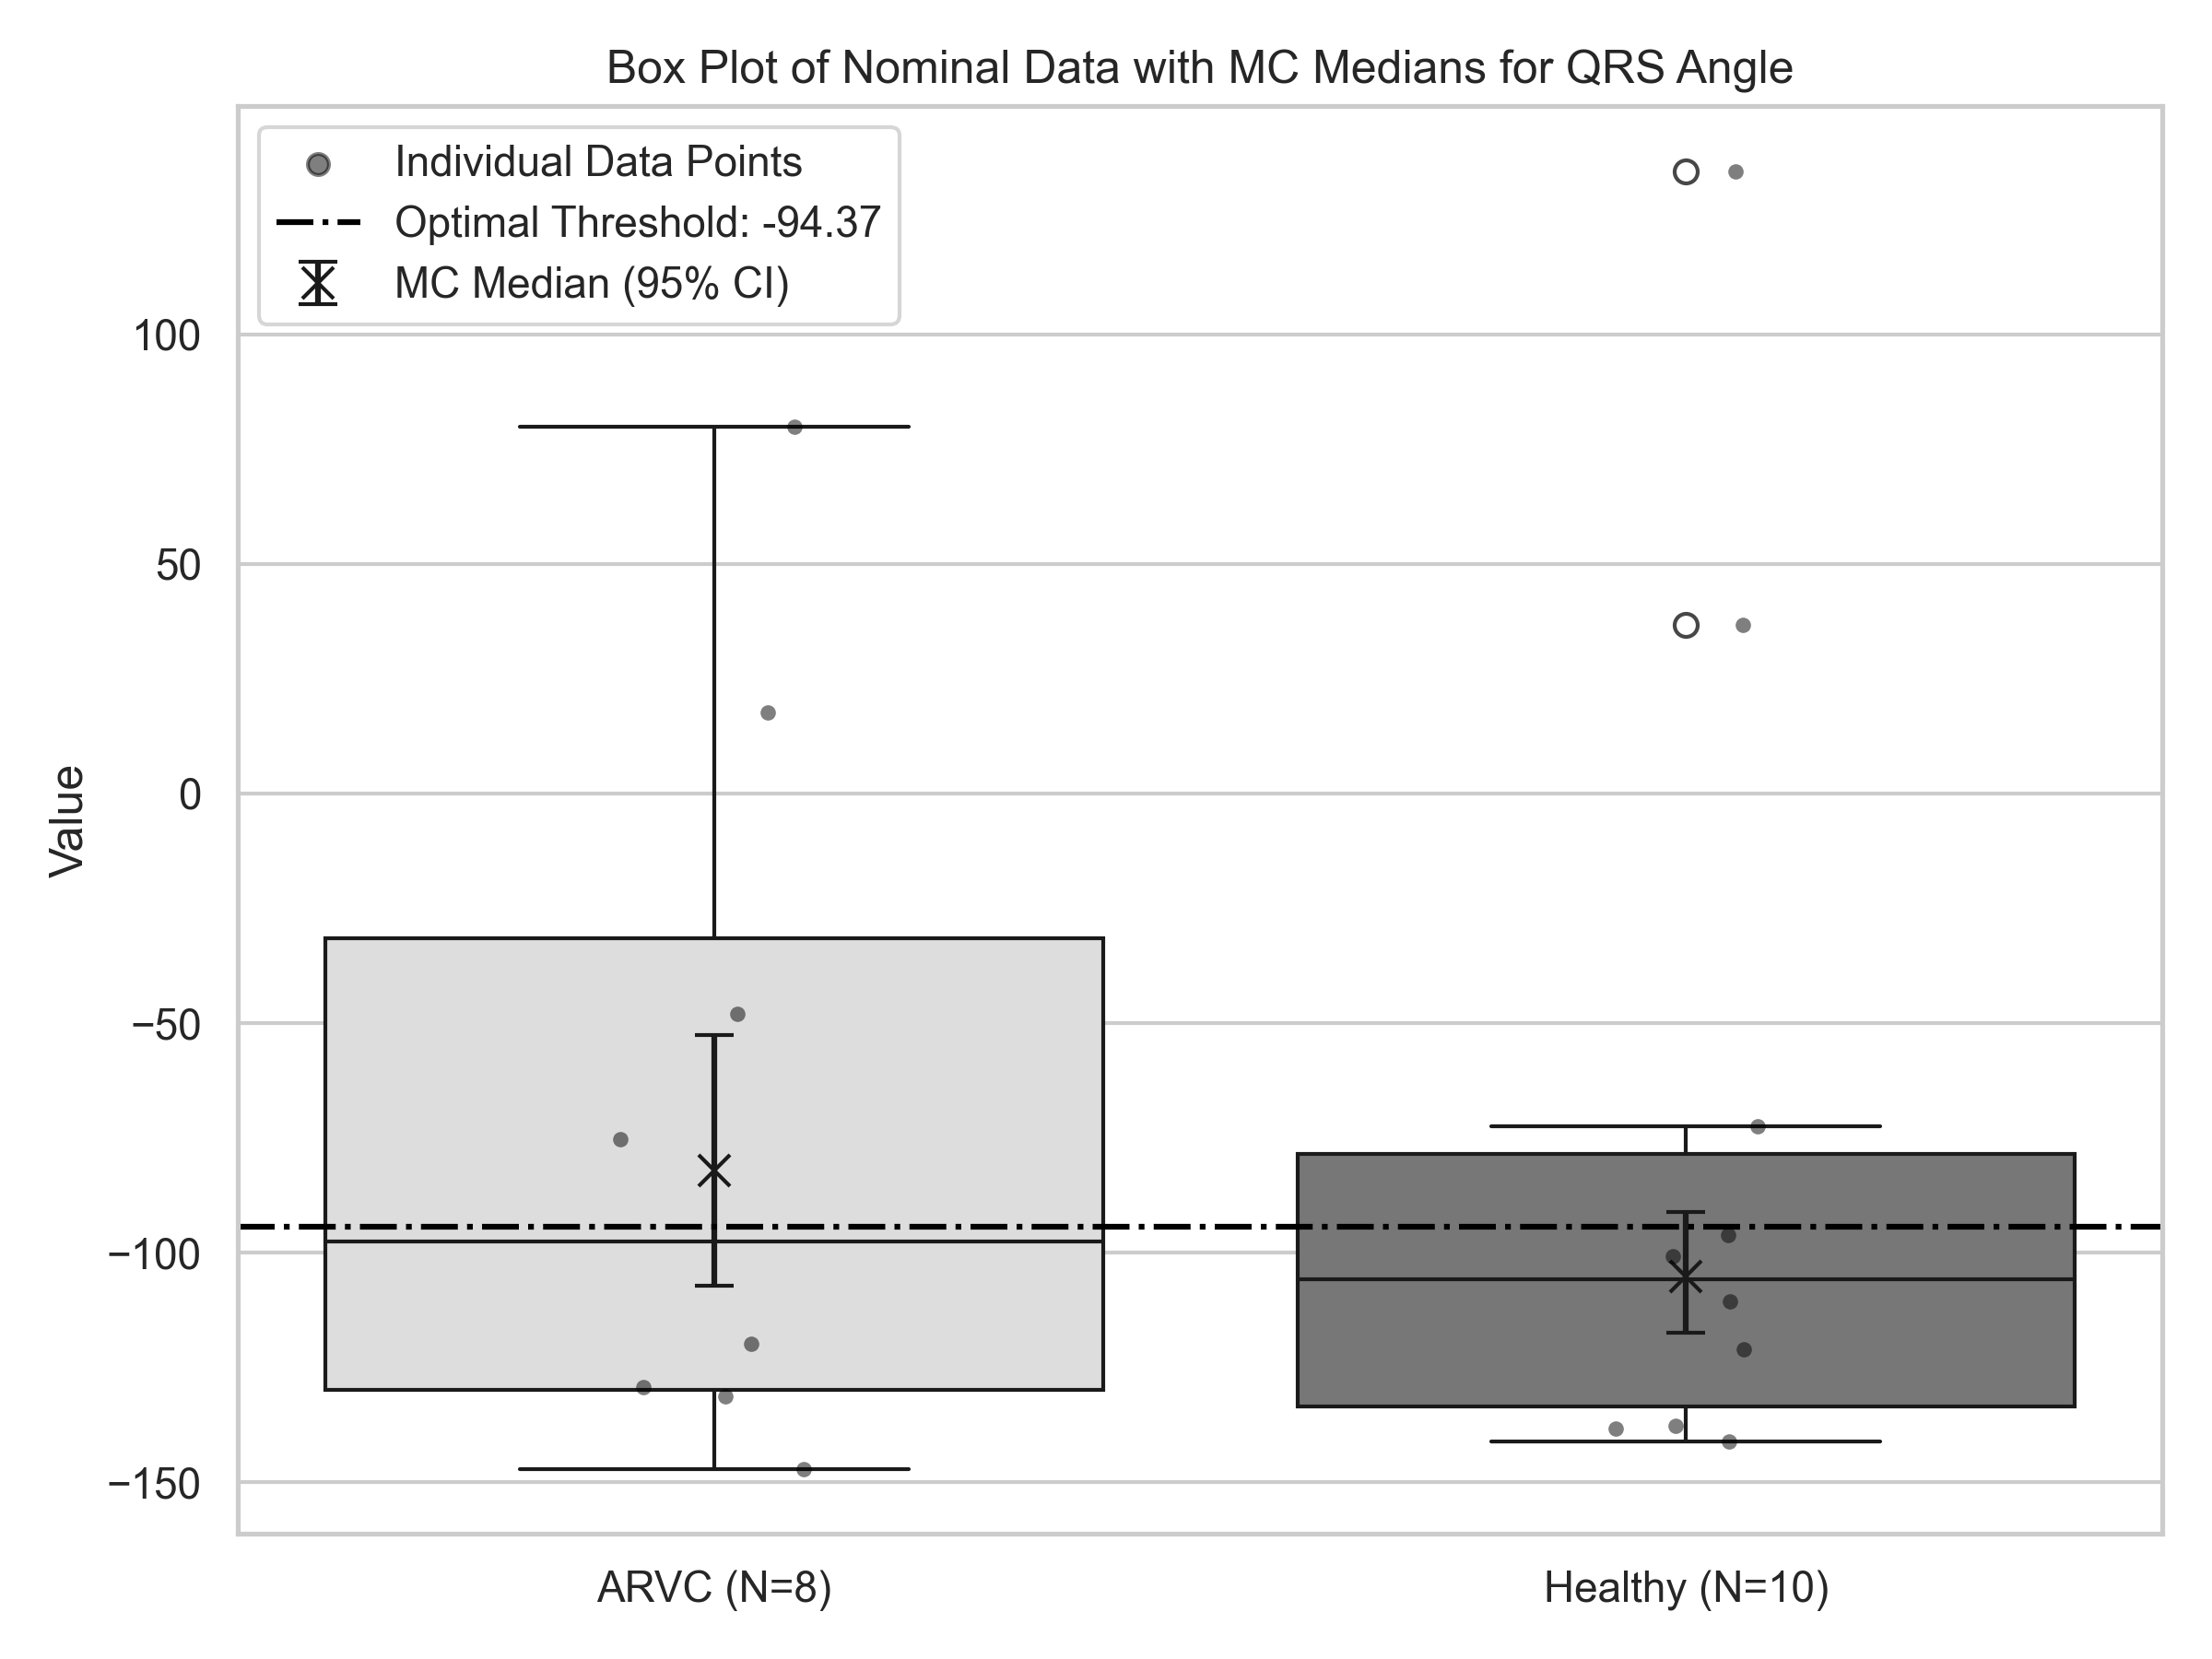 Box Plot of Nominal Data with MC Medians for QRS Angle
Individual Data Points
Optimal Threshold: -94.37
MC Median (95% CI)
100
50
0
−50
−100
−150
Value
ARVC (N=8)
Healthy (N=10)